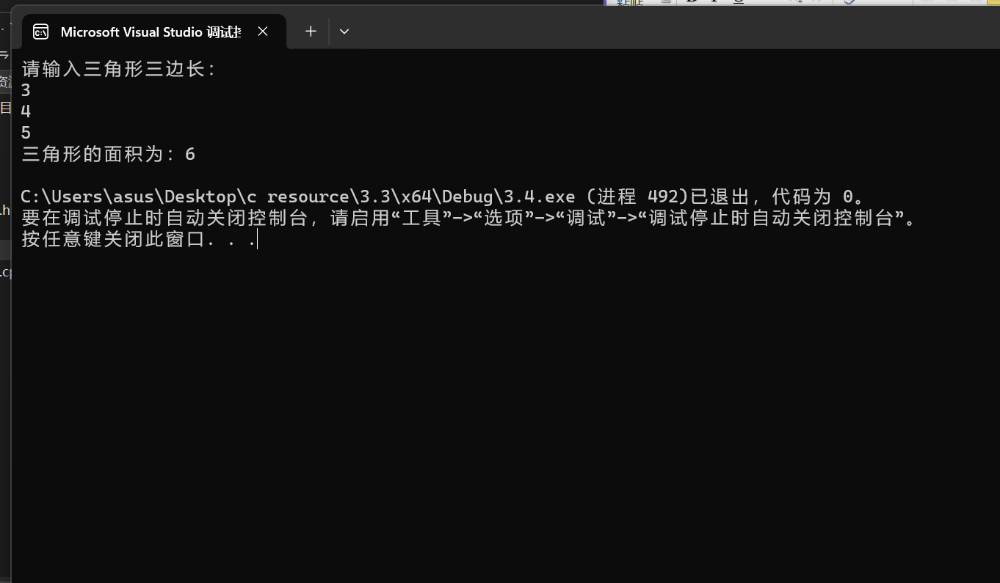 Microsoft Visual Studio 调试
请输入三角形三边长：
3
4
5
三角形的面积为：6
C:\Users\asus\Desktop\c resource\3.3\x64\Debug\3.4.exe (进程 492)已退出，代码为 0。
要在调试停止时自动关闭控制台，请启用“工具”->“选项”->“调试”->“调试停止时自动关闭控制台”。
按任意键关闭此窗口. . .
目
.h